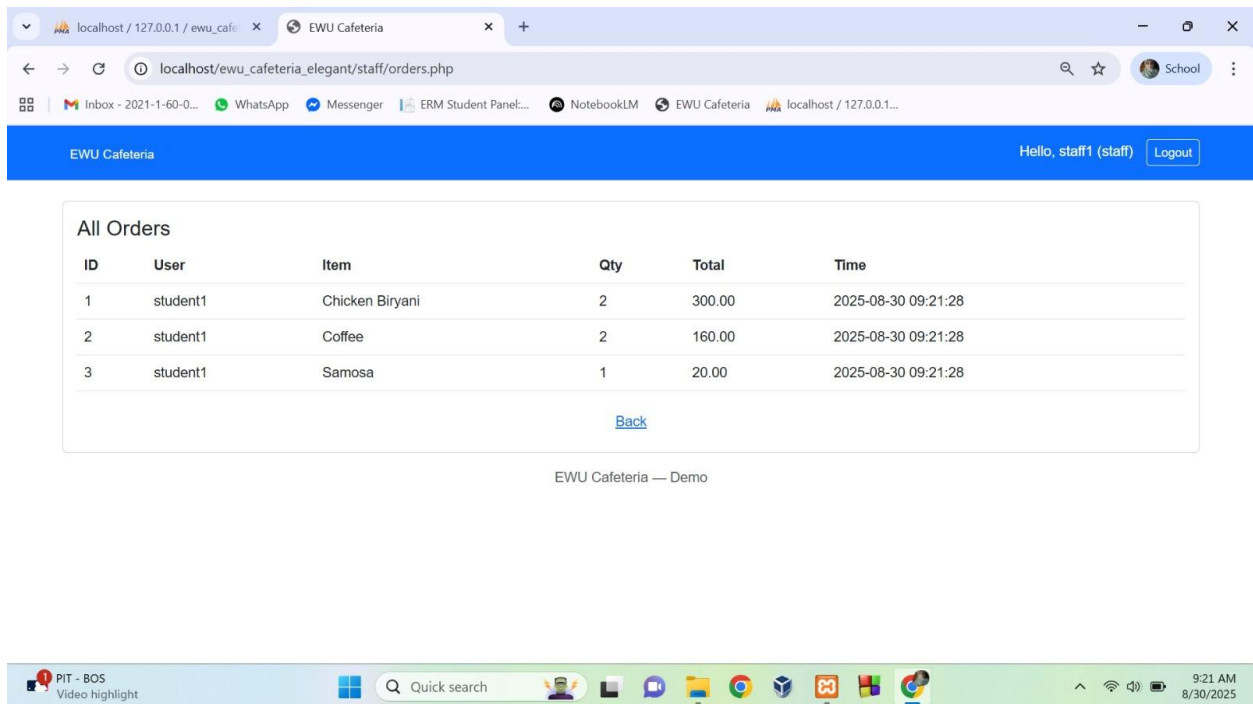 localhost / 127.0.0.1 / ewu_cafe
EWU Cafeteria
localhost/ewu_cafeteria_elegant/staff/orders.php
School
Inbox - 2021-1-60-0... WhatsApp Messenger ERM Student Panel:... NotebookLM EWU Cafeteria localhost / 127.0.0.1...
EWU Cafeteria Hello, staff1 (staff) Logout
All Orders
ID User Item Qty Total Time
1 student1 Chicken Biryani 2 300.00 2025-08-30 09:21:28
2 student1 Coffee 2 160.00 2025-08-30 09:21:28
3 student1 Samosa 1 20.00 2025-08-30 09:21:28
Back
EWU Cafeteria — Demo
1
PIT - BOS
Video highlight
Quick search
9:21 AM
8/30/2025